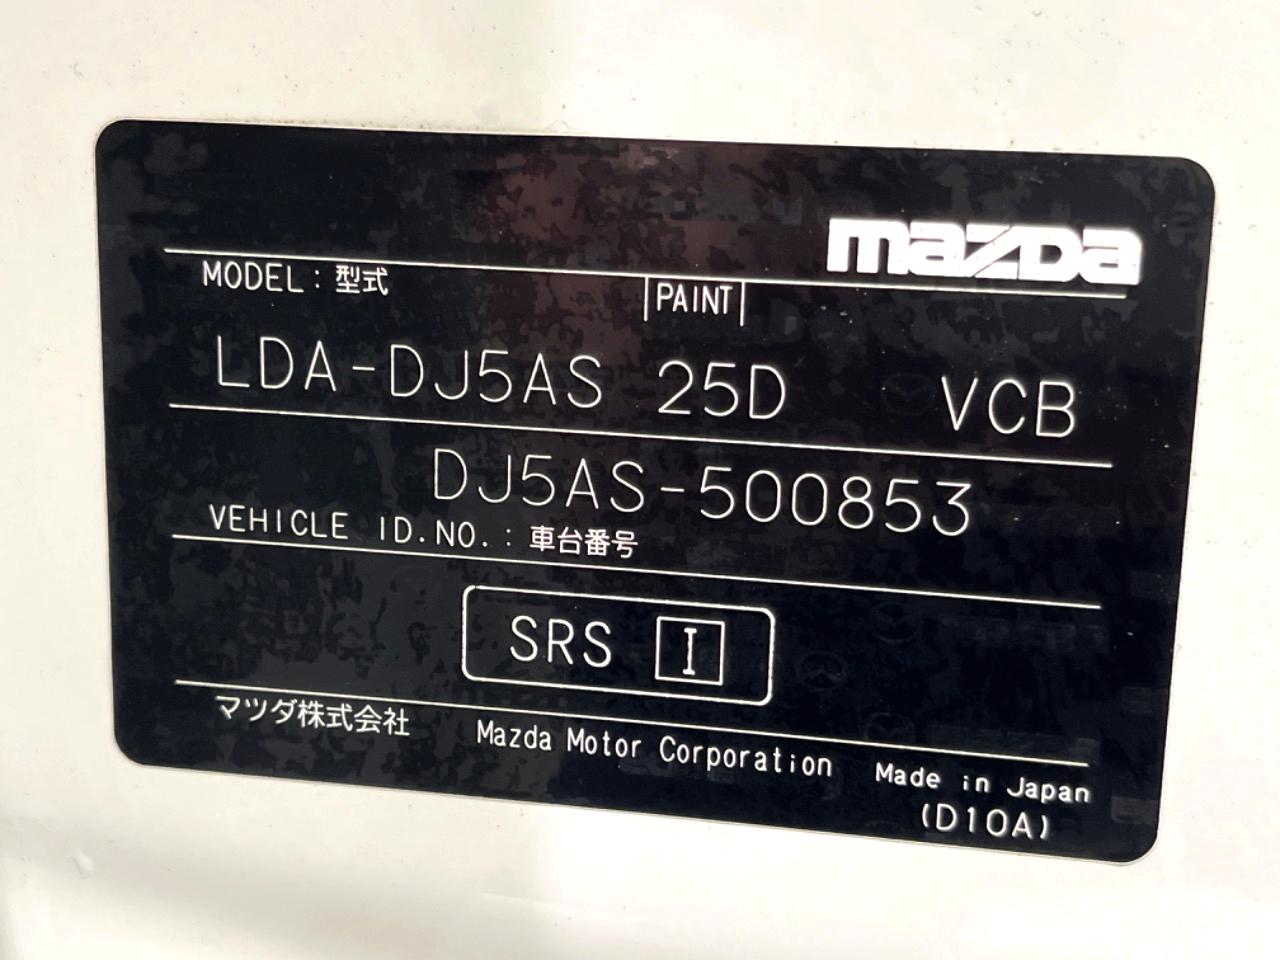 mazda
MODEL：型式 PAINT
LDA-DJ5AS 25D VCB
DJ5AS-500853
VEHICLE ID.NO.：車台番号
SRS I
マツダ株式会社 Mazda Motor Corporation Made in Japan
(D10A)